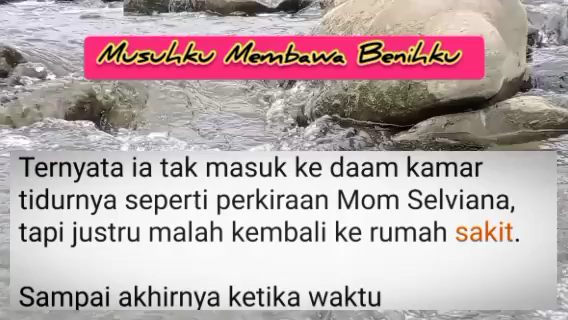 Musuhku Membawa Benihku
Ternyata ia tak masuk ke daam kamar
tidurnya seperti perkiraan Mom Selviana,
tapi justru malah kembali ke rumah sakit.
Sampai akhirnya ketika waktu